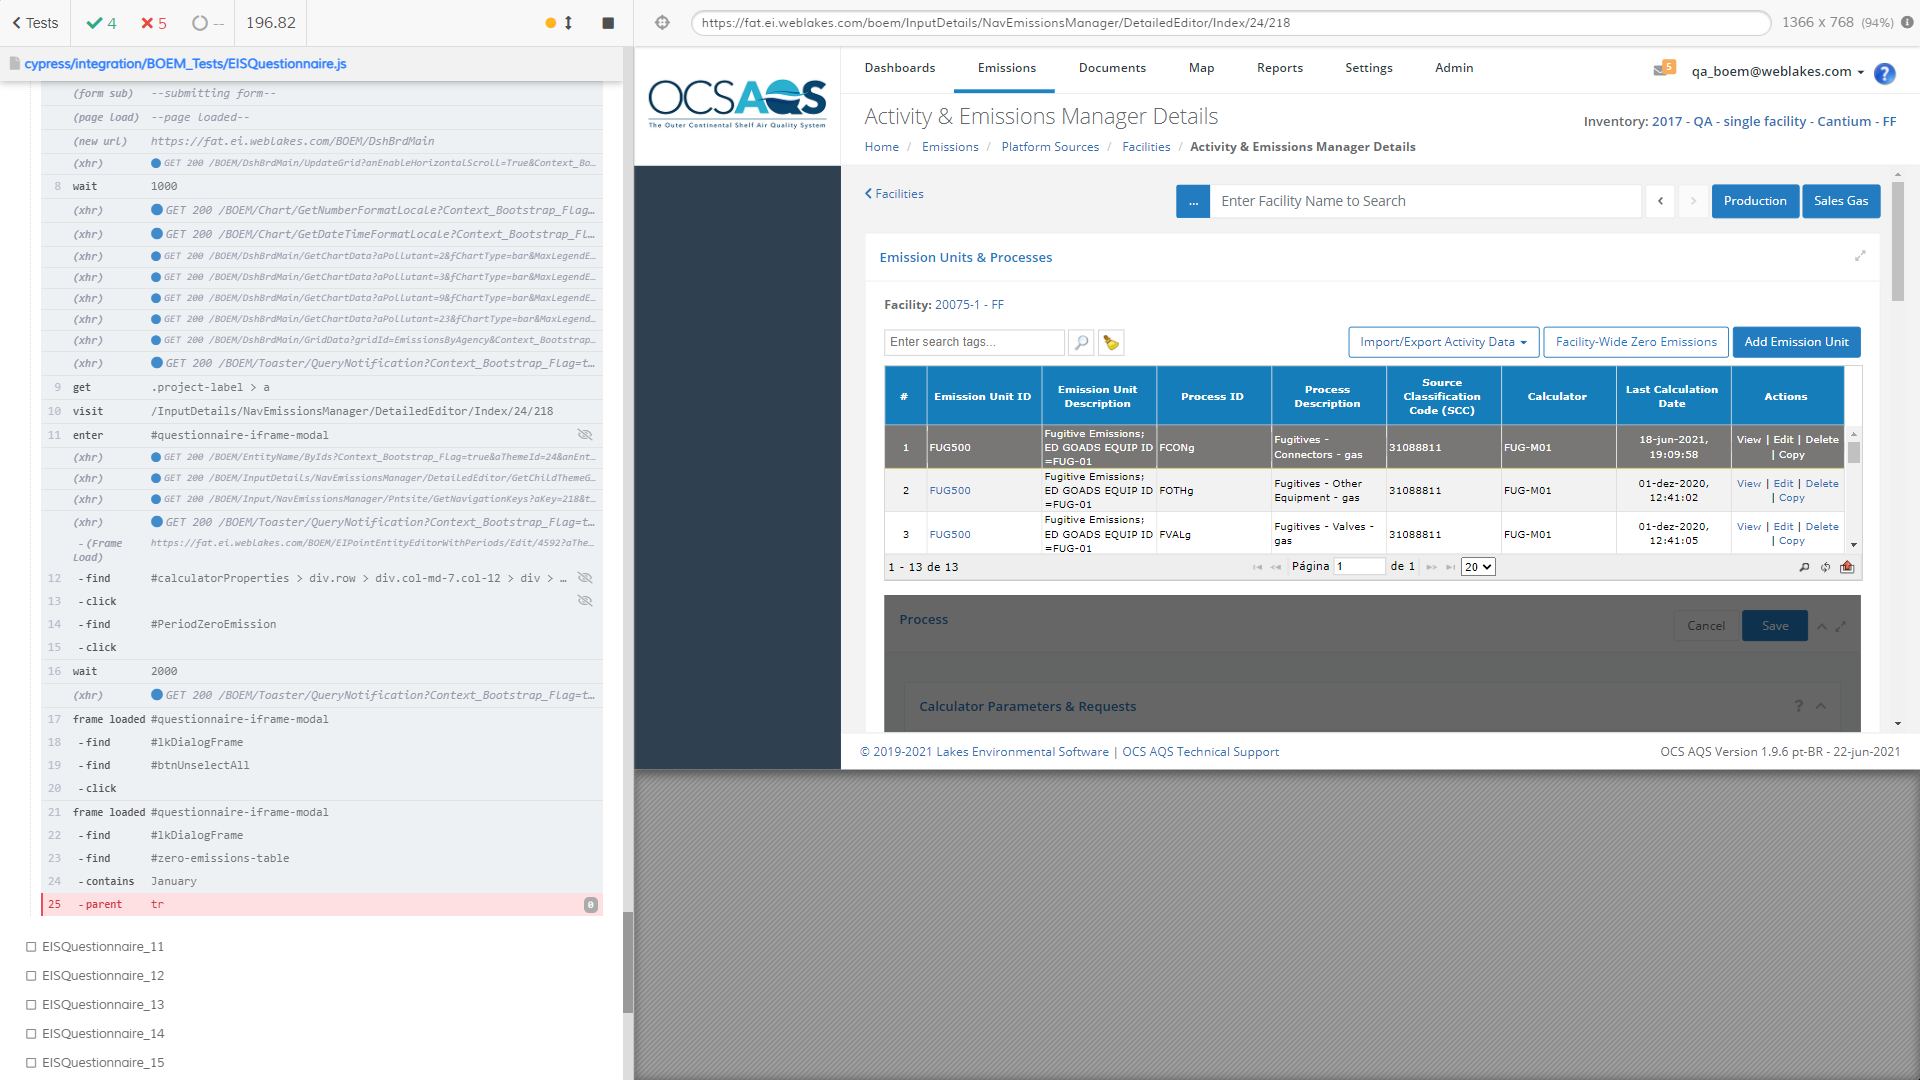 Tests
4
5
--
196.82
cypress/integration/BOEM_Tests/EISQuestionnaire.js
(form sub) --submitting form--
(page load) --page loaded--
(new url) https://fat.ei.weblakes.com/BOEM/DshBrdMain
(xhr) GET 200 /BOEM/DshBrdMain/UpdateGrid?anEnableHorizontalScroll=True&Context_Bo...
8 wait 1000
(xhr) GET 200 /BOEM/Chart/GetNumberFormatLocale?Context_Bootstrap_Flag...
(xhr) GET 200 /BOEM/Chart/GetDateTimeFormatLocale?Context_Bootstrap_Fl...
(xhr) GET 200 /BOEM/DshBrdMain/GetChartData?aPollutant=2&fChartType=bar&MaxLegendE...
(xhr) GET 200 /BOEM/DshBrdMain/GetChartData?aPollutant=3&fChartType=bar&MaxLegendE...
(xhr) GET 200 /BOEM/DshBrdMain/GetChartData?aPollutant=9&fChartType=bar&MaxLegendE...
(xhr) GET 200 /BOEM/DshBrdMain/GetChartData?aPollutant=23&fChartType=bar&MaxLegend...
(xhr) GET 200 /BOEM/DshBrdMain/GridData?gridId=EmissionsByAgency&Context_Bootstrap...
(xhr) GET 200 /BOEM/Toaster/QueryNotification?Context_Bootstrap_Flag=t...
9 get .project-label > a
10 visit /InputDetails/NavEmissionsManager/DetailedEditor/Index/24/218
11 enter #questionnaire-iframe-modal
(xhr) GET 200 /BOEM/EntityName/ByIds?Context_Bootstrap_Flag=true&aThemeId=24&anEnt...
(xhr) GET 200 /BOEM/InputDetails/NavEmissionsManager/DetailedEditor/GetChildThemeG...
(xhr) GET 200 /BOEM/Input/NavEmissionsManager/Pntsite/GetNavigationKeys?aKey=218&t...
(xhr) GET 200 /BOEM/Toaster/QueryNotification?Context_Bootstrap_Flag=t...
-(Frame Load) https://fat.ei.weblakes.com/BOEM/EIPointEntityEditorWithPeriods/Edit/4592?aThe...
12 -find #calculatorProperties > div.row > div.col-md-7.col-12 > div > ...
13 -click
14 -find #PeriodZeroEmission
15 -click
16 wait 2000
(xhr) GET 200 /BOEM/Toaster/QueryNotification?Context_Bootstrap_Flag=t...
17 frame loaded #questionnaire-iframe-modal
18 -find #lkDialogFrame
19 -find #btnUnselectAll
20 -click
21 frame loaded #questionnaire-iframe-modal
22 -find #lkDialogFrame
23 -find #zero-emissions-table
24 -contains January
25 -parent tr 0
EISQuestionnaire_11
EISQuestionnaire_12
EISQuestionnaire_13
EISQuestionnaire_14
EISQuestionnaire_15
https://fat.ei.weblakes.com/boem/InputDetails/NavEmissionsManager/DetailedEditor/Index/24/218
1366 x 768 (94%)
OCSAQS
The Outer Continental Shelf Air Quality System
Dashboards Emissions Documents Map Reports Settings Admin
5
qa_boem@weblakes.com
?
Activity & Emissions Manager Details
Inventory: 2017 - QA - single facility - Cantium - FF
Home / Emissions / Platform Sources / Facilities / Activity & Emissions Manager Details
Facilities
... Enter Facility Name to Search
Production Sales Gas
Emission Units & Processes
Facility: 20075-1 - FF
Enter search tags...
Import/Export Activity Data Facility-Wide Zero Emissions Add Emission Unit
# Emission Unit ID Emission Unit Description Process ID Process Description Source Classification Code (SCC) Calculator Last Calculation Date Actions
1 FUG500 Fugitive Emissions; ED GOADS EQUIP ID =FUG-01 FCONg Fugitives - Connectors - gas 31088811 FUG-M01 18-jun-2021, 19:09:58 View | Edit | Delete | Copy
2 FUG500 Fugitive Emissions; ED GOADS EQUIP ID =FUG-01 FOTHg Fugitives - Other Equipment - gas 31088811 FUG-M01 01-dez-2020, 12:41:02 View | Edit | Delete | Copy
3 FUG500 Fugitive Emissions; ED GOADS EQUIP ID =FUG-01 FVALg Fugitives - Valves - gas 31088811 FUG-M01 01-dez-2020, 12:41:05 View | Edit | Delete | Copy
1 - 13 de 13
Página 1 de 1 20
Process
Cancel Save
Calculator Parameters & Requests
?
© 2019-2021 Lakes Environmental Software | OCS AQS Technical Support
OCS AQS Version 1.9.6 pt-BR - 22-jun-2021